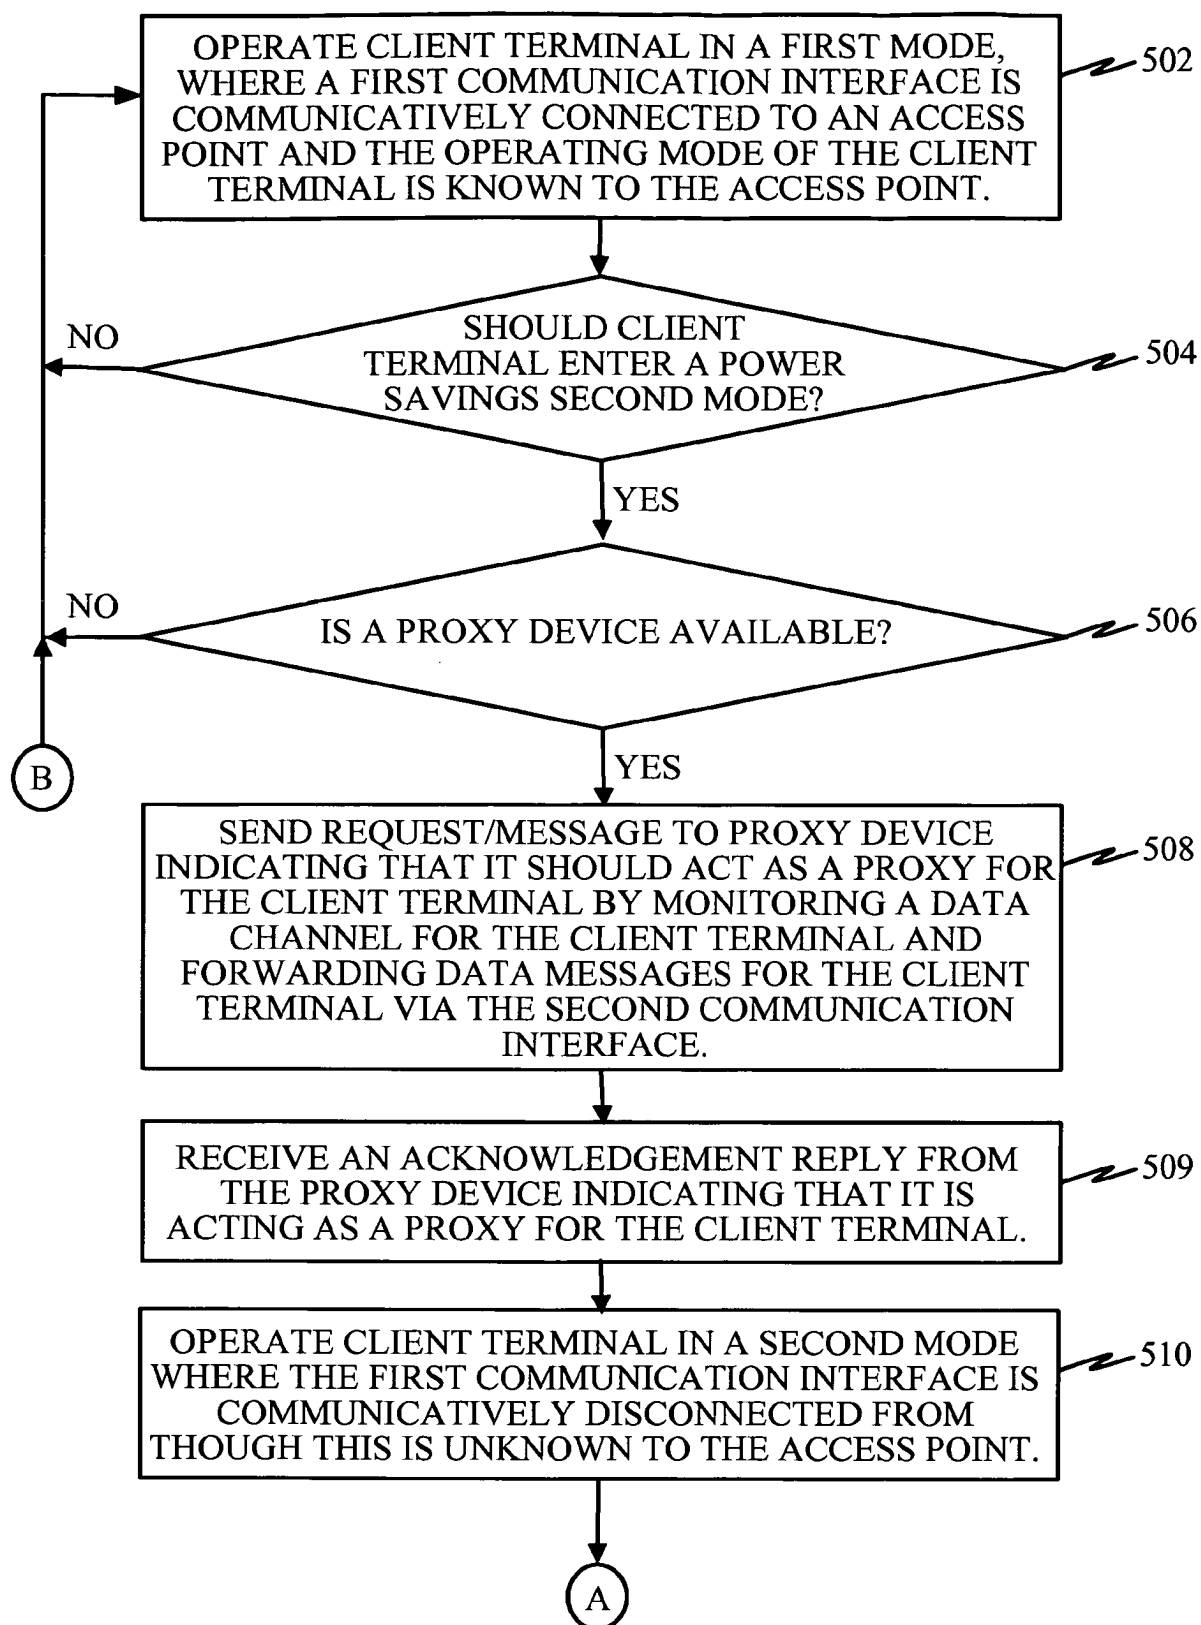 OPERATE CLIENT TERMINAL IN A FIRST MODE,
WHERE A FIRST COMMUNICATION INTERFACE IS
COMMUNICATIVELY CONNECTED TO AN ACCESS
POINT AND THE OPERATING MODE OF THE CLIENT
TERMINAL IS KNOWN TO THE ACCESS POINT.
502
SHOULD CLIENT
TERMINAL ENTER A POWER
SAVINGS SECOND MODE?
504
NO
YES
IS A PROXY DEVICE AVAILABLE?
506
NO
B
YES
SEND REQUEST/MESSAGE TO PROXY DEVICE
INDICATING THAT IT SHOULD ACT AS A PROXY FOR
THE CLIENT TERMINAL BY MONITORING A DATA
CHANNEL FOR THE CLIENT TERMINAL AND
FORWARDING DATA MESSAGES FOR THE CLIENT
TERMINAL VIA THE SECOND COMMUNICATION
INTERFACE.
508
RECEIVE AN ACKNOWLEDGEMENT REPLY FROM
THE PROXY DEVICE INDICATING THAT IT IS
ACTING AS A PROXY FOR THE CLIENT TERMINAL.
509
OPERATE CLIENT TERMINAL IN A SECOND MODE
WHERE THE FIRST COMMUNICATION INTERFACE IS
COMMUNICATIVELY DISCONNECTED FROM
THOUGH THIS IS UNKNOWN TO THE ACCESS POINT.
510
A